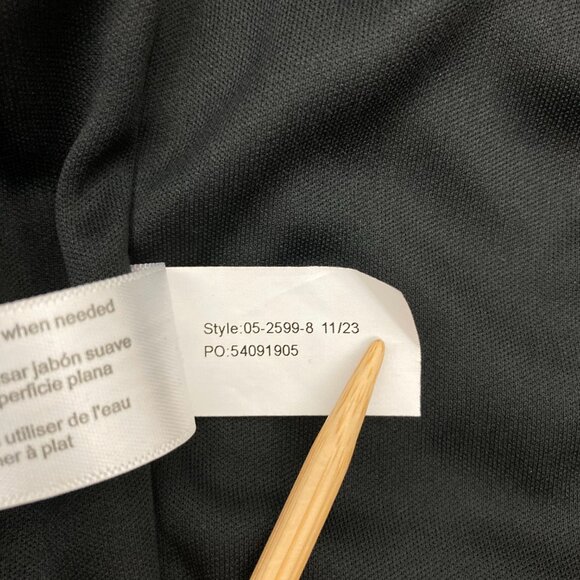 when needed
sar jabón suave
perficie plana
utiliser de l'eau
er à plat
Style:05-2599-8 11/23
PO:54091905